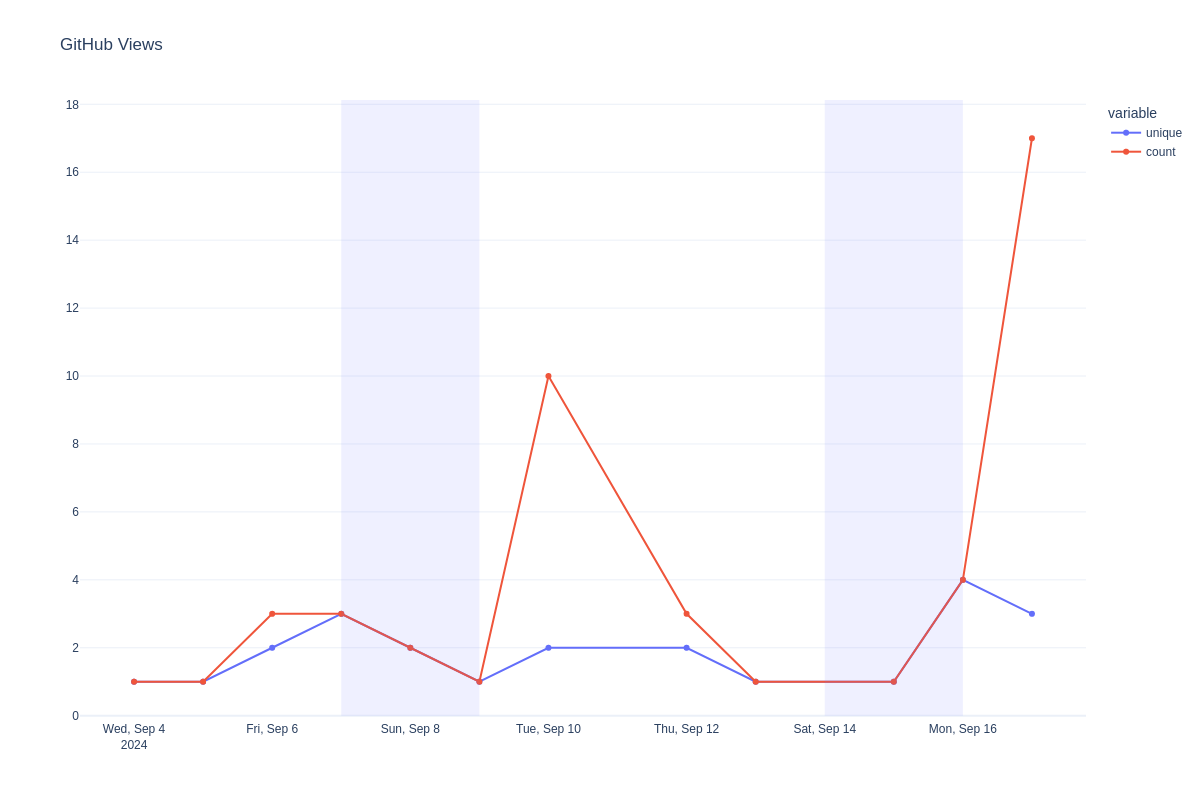 GitHub Views
variable
unique
count
18
16
14
12
10
8
6
4
2
0
Wed, Sep 4
2024
Fri, Sep 6
Sun, Sep 8
Tue, Sep 10
Thu, Sep 12
Sat, Sep 14
Mon, Sep 16